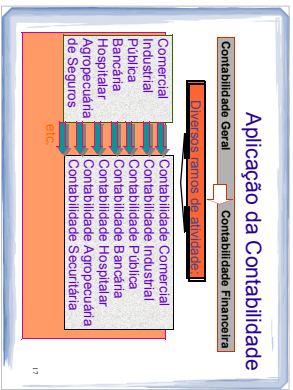 Aplicação da Contabilidade
Contabilidade Geral
Contabilidade Financeira
Diversos ramos de atividade:
Comercial
Industrial
Pública
Bancária
Hospitalar
Agropecuária
de Seguros
etc.
Contabilidade Comercial
Contabilidade Industrial
Contabilidade Pública
Contabilidade Bancária
Contabilidade Hospitalar
Contabilidade Agropecuária
Contabilidade Securitária
17